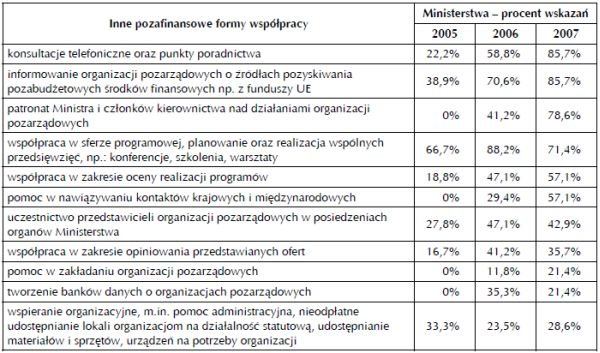 Inne pozafinansowe formy współpracy
Ministerstwa – procent wskazań
2005 2006 2007
konsultacje telefoniczne oraz punkty poradnictwa 22,2% 58,8% 85,7%
informowanie organizacji pozarządowych o źródłach pozyskiwania
pozabudżetowych środków finansowych np. z funduszy UE 38,9% 70,6% 85,7%
patronat Ministra i członków kierownictwa nad działaniami organizacji
pozarządowych 0% 41,2% 78,6%
współpraca w sferze programowej, planowanie oraz realizacja wspólnych
przedsięwzięć, np.: konferencje, szkolenia, warsztaty 66,7% 88,2% 71,4%
współpraca w zakresie oceny realizacji programów 18,8% 47,1% 57,1%
pomoc w nawiązywaniu kontaktów krajowych i międzynarodowych 0% 29,4% 57,1%
uczestnictwo przedstawicieli organizacji pozarządowych w posiedzeniach
organów Ministerstwa 27,8% 47,1% 42,9%
współpraca w zakresie opiniowania przedstawianych ofert 16,7% 41,2% 35,7%
pomoc w zakładaniu organizacji pozarządowych 0% 11,8% 21,4%
tworzenie banków danych o organizacjach pozarządowych 0% 35,3% 21,4%
wspieranie organizacyjne, m.in. pomoc administracyjna, nieodpłatne
udostępnianie lokali organizacjom na działalność statutową, udostępnianie
materiałów i sprzętów, urządzeń na potrzeby organizacji 33,3% 23,5% 28,6%